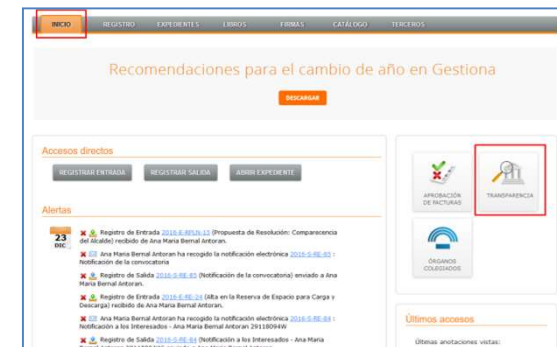 INICIO REGISTRO EXPEDIENTES LIBROS FIRMAS CATÁLOGO TERCEROS
Recomendaciones para el cambio de año en Gestiona
DESCARGAR
Accesos directos
REGISTRAR ENTRADA REGISTRAR SALIDA ABRIR EXPEDIENTE
Alertas
23
DIC
Registro de Entrada 2016-E-RPLN-15 (Propuesta de Resolución: Comparecencia
del Alcalde) recibido de Ana Maria Bernal Antoran.
Ana Maria Bernal Antoran ha recogido la notificación electrónica 2016-S-RE-65 :
Notificación de la convocatoria
Registro de Salida 2016-S-RE-65 (Notificación de la convocatoria) enviado a Ana
Maria Bernal Antoran.
Registro de Entrada 2016-E-RE-24 (Alta en la Reserva de Espacio para Carga y
Descarga) recibido de Ana Maria Bernal Antoran.
Ana Maria Bernal Antoran ha recogido la notificación electrónica 2016-S-RE-64 :
Notificación a los Interesados - Ana Maria Bernal Antoran 29118094W
Registro de Salida 2016-S-RE-64 (Notificación a los Interesados - Ana Maria
APROBACIÓN
DE FACTURAS
TRANSPARENCIA
ÓRGANOS
COLEGIADOS
Últimos accesos
Últimas anotaciones vistas: